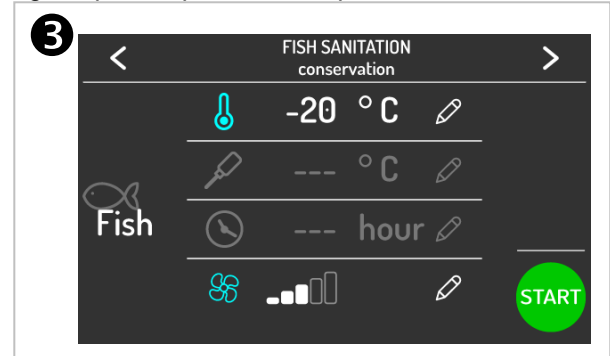 3
<
FISH SANITATION
conservation
>
-20 °C
--- °C
Fish
--- hour
START